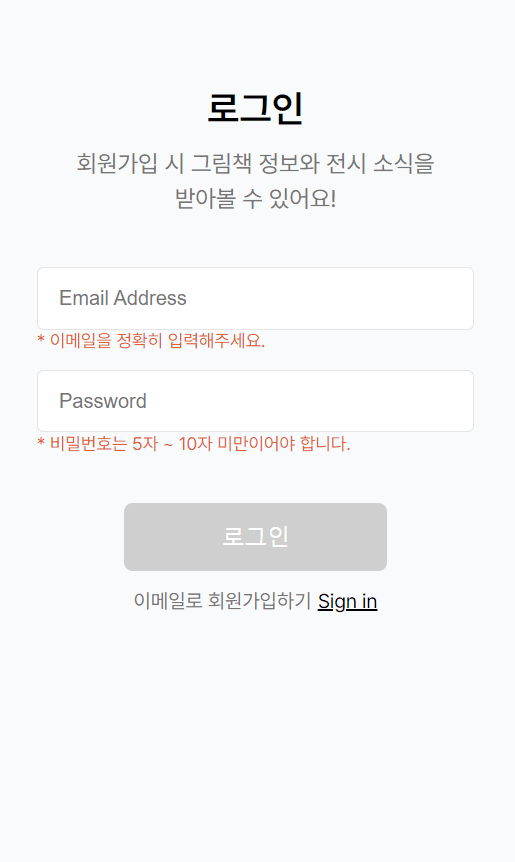 로그인
회원가입 시 그림책 정보와 전시 소식을
받아볼 수 있어요!
Email Address
* 이메일을 정확히 입력해주세요.
Password
* 비밀번호는 5자 ~ 10자 미만이어야 합니다.
로그인
이메일로 회원가입하기 Sign in